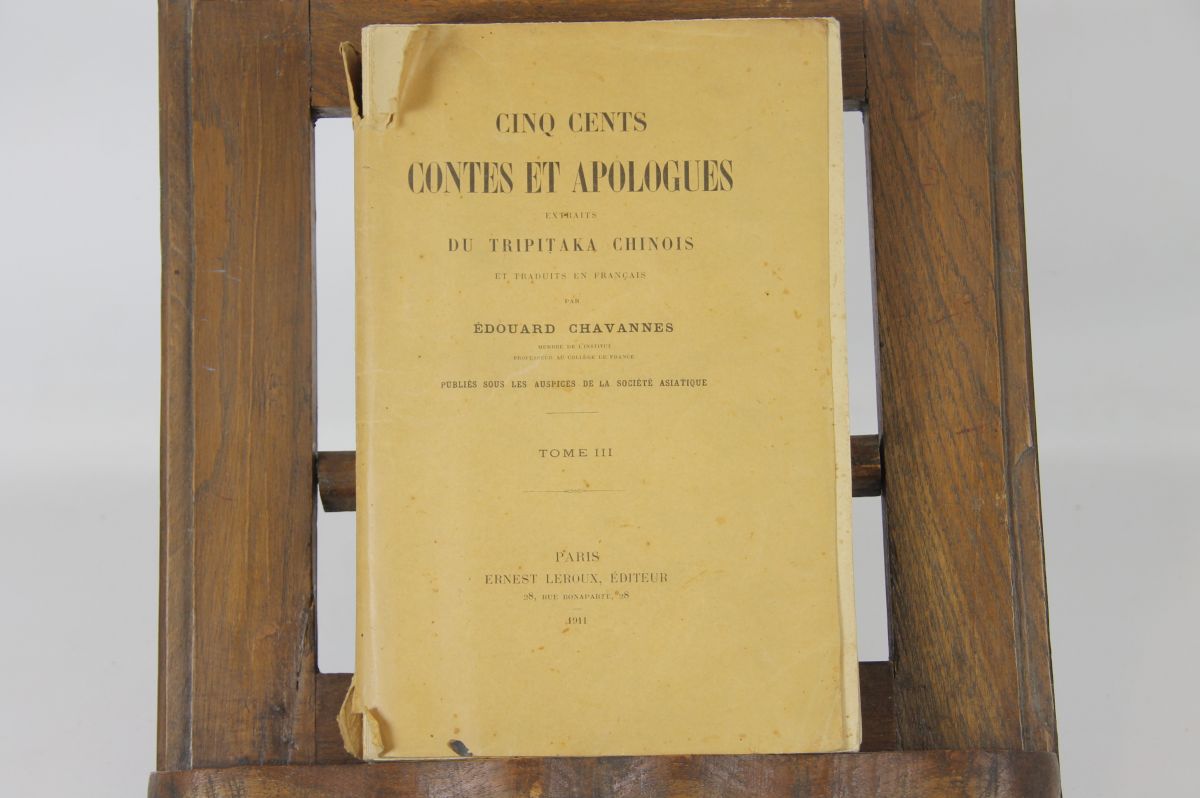 CINQ CENTS
CONTES ET APOLOGUES
EXTRAITS
DU TRIPIṬAKA CHINOIS
ET TRADUITS EN FRANÇAIS
PAR
ÉDOUARD CHAVANNES
MEMBRE DE L'INSTITUT
PROFESSEUR AU COLLÈGE DE FRANCE
PUBLIÉS SOUS LES AUSPICES DE LA SOCIÉTÉ ASIATIQUE
TOME III
PARIS
ERNEST LEROUX, ÉDITEUR
28, RUE BONAPARTE, 28
1911